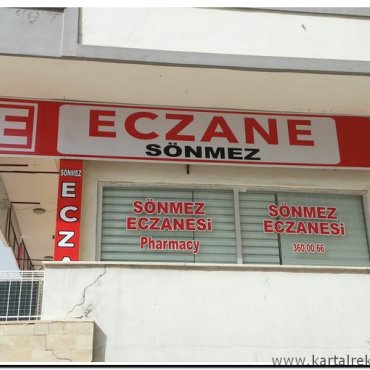 E ECZANE
SÖNMEZ
SÖNMEZ
ECZA
SÖNMEZ
ECZANESİ
Pharmacy
SÖNMEZ
ECZANESİ
360 00 66
www.kartalrek